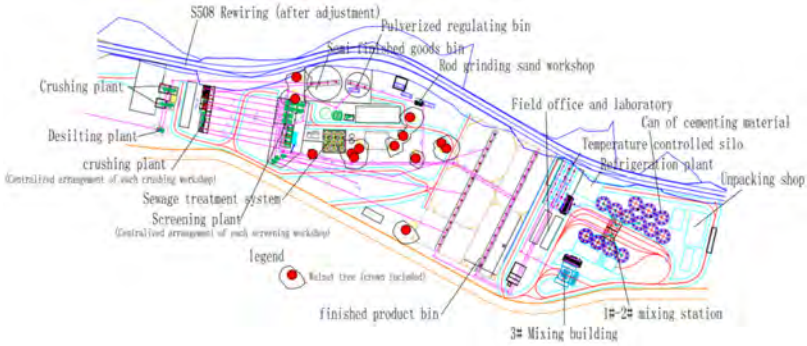 S508 Rewiring (after adjustment)
Pulverized regulating bin
Semi finished goods bin
Rod grinding sand workshop
Crushing plant
Field office and laboratory
Can of cementing material
Desilting plant
Temperature controlled silo
Refrigeration plant
crushing plant
(Centralized arrangement of each crushing workshop)
Unpacking shop
Sewage treatment system
Screening plant
(Centralized arrangement of each screening workshop)
legend
Walnut tree (crown included)
finished product bin
1#-2# mixing station
3# Mixing building